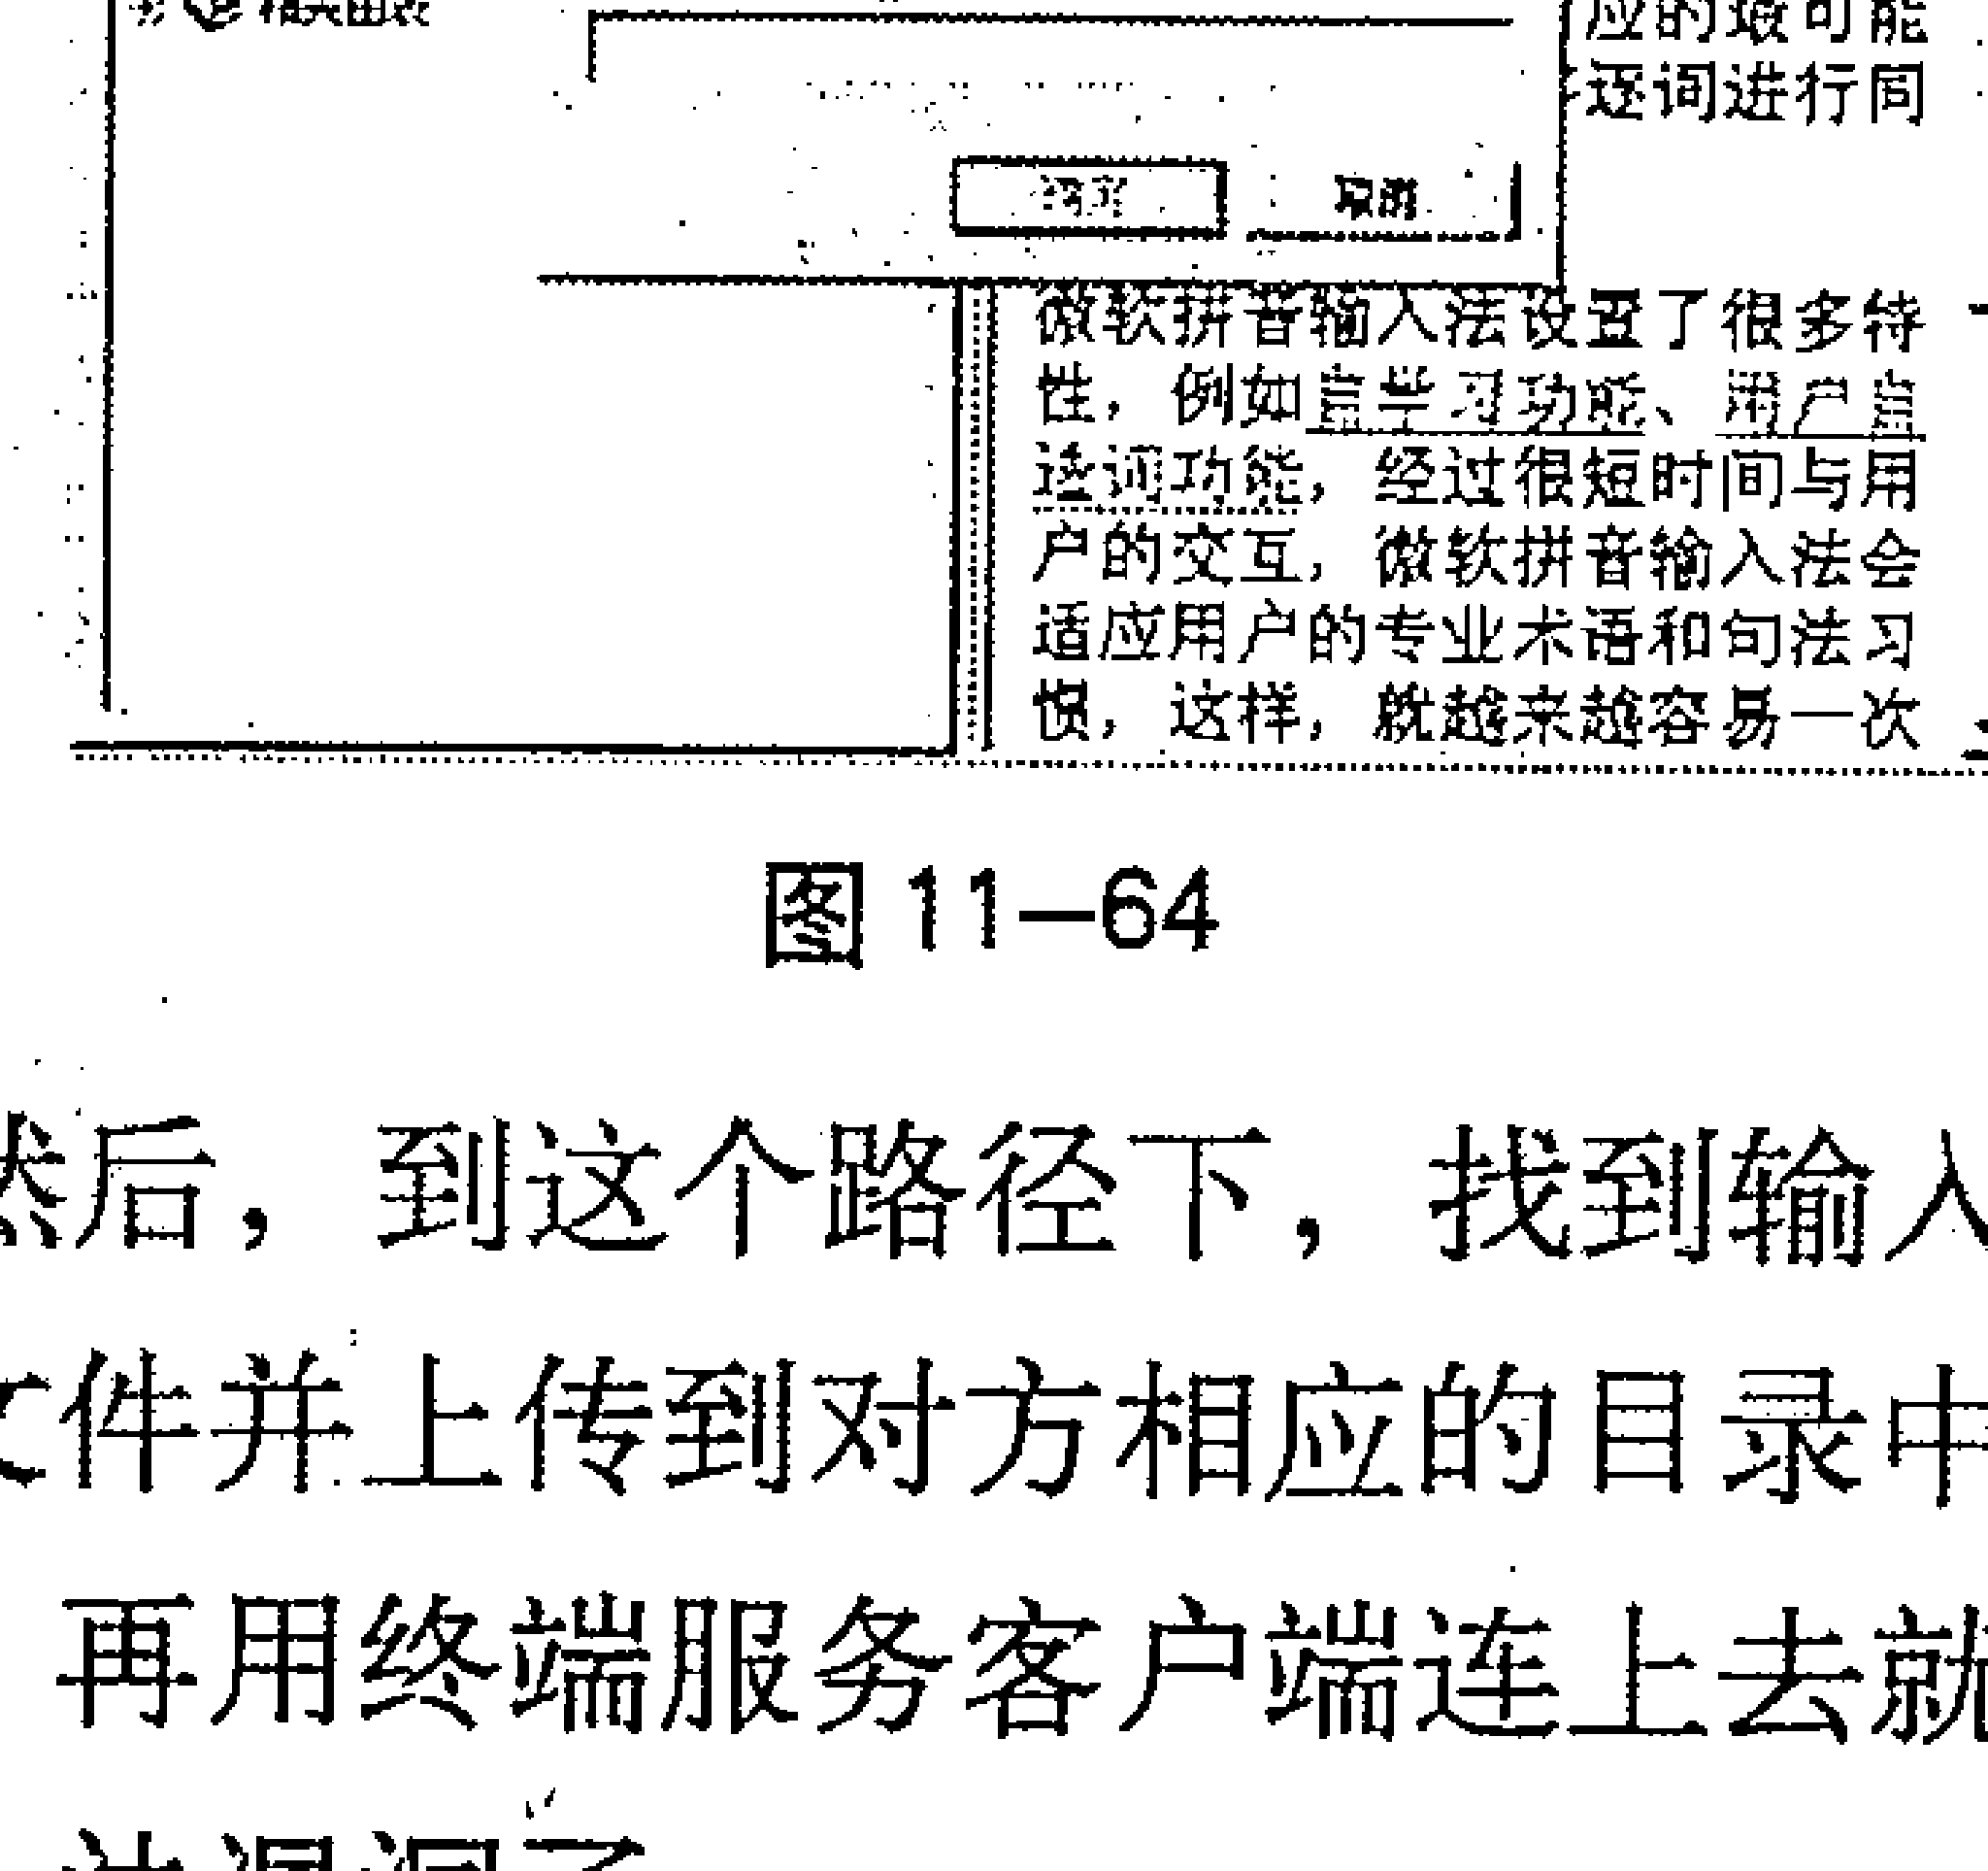 应的最可能
逐词进行同
确定 取消
微软拼音输入法设置了很多特
性，例如自学习功能、用户自
造词功能，经过很短时间与用
户的交互，微软拼音输入法会
适应用户的专业术语和句法习
惯，这样，就越来越容易一次
图 11-64
然后，到这个路径下，找到输入
文件并上传到对方相应的目录中
再用终端服务客户端连上去就
法漏洞了